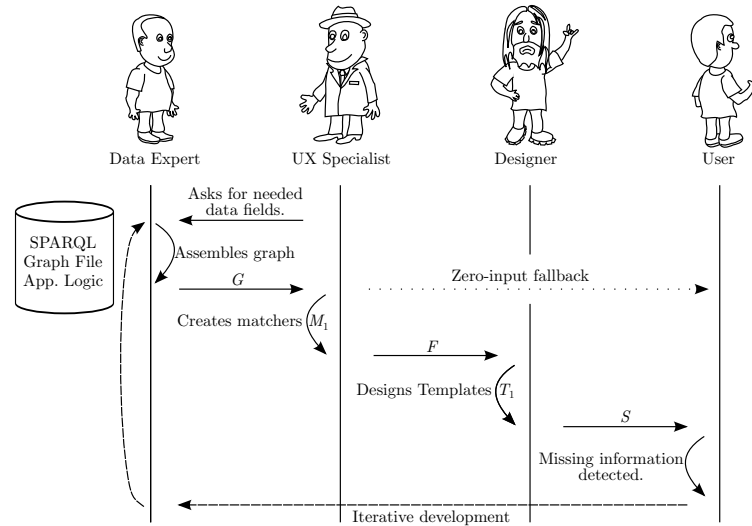 Data Expert
UX Specialist
Designer
User
Asks for needed
data fields.
SPARQL
Graph File
App. Logic
Assembles graph
G
Zero-input fallback
Creates matchers M1
F
Designs Templates T1
S
Missing information
detected.
Iterative development